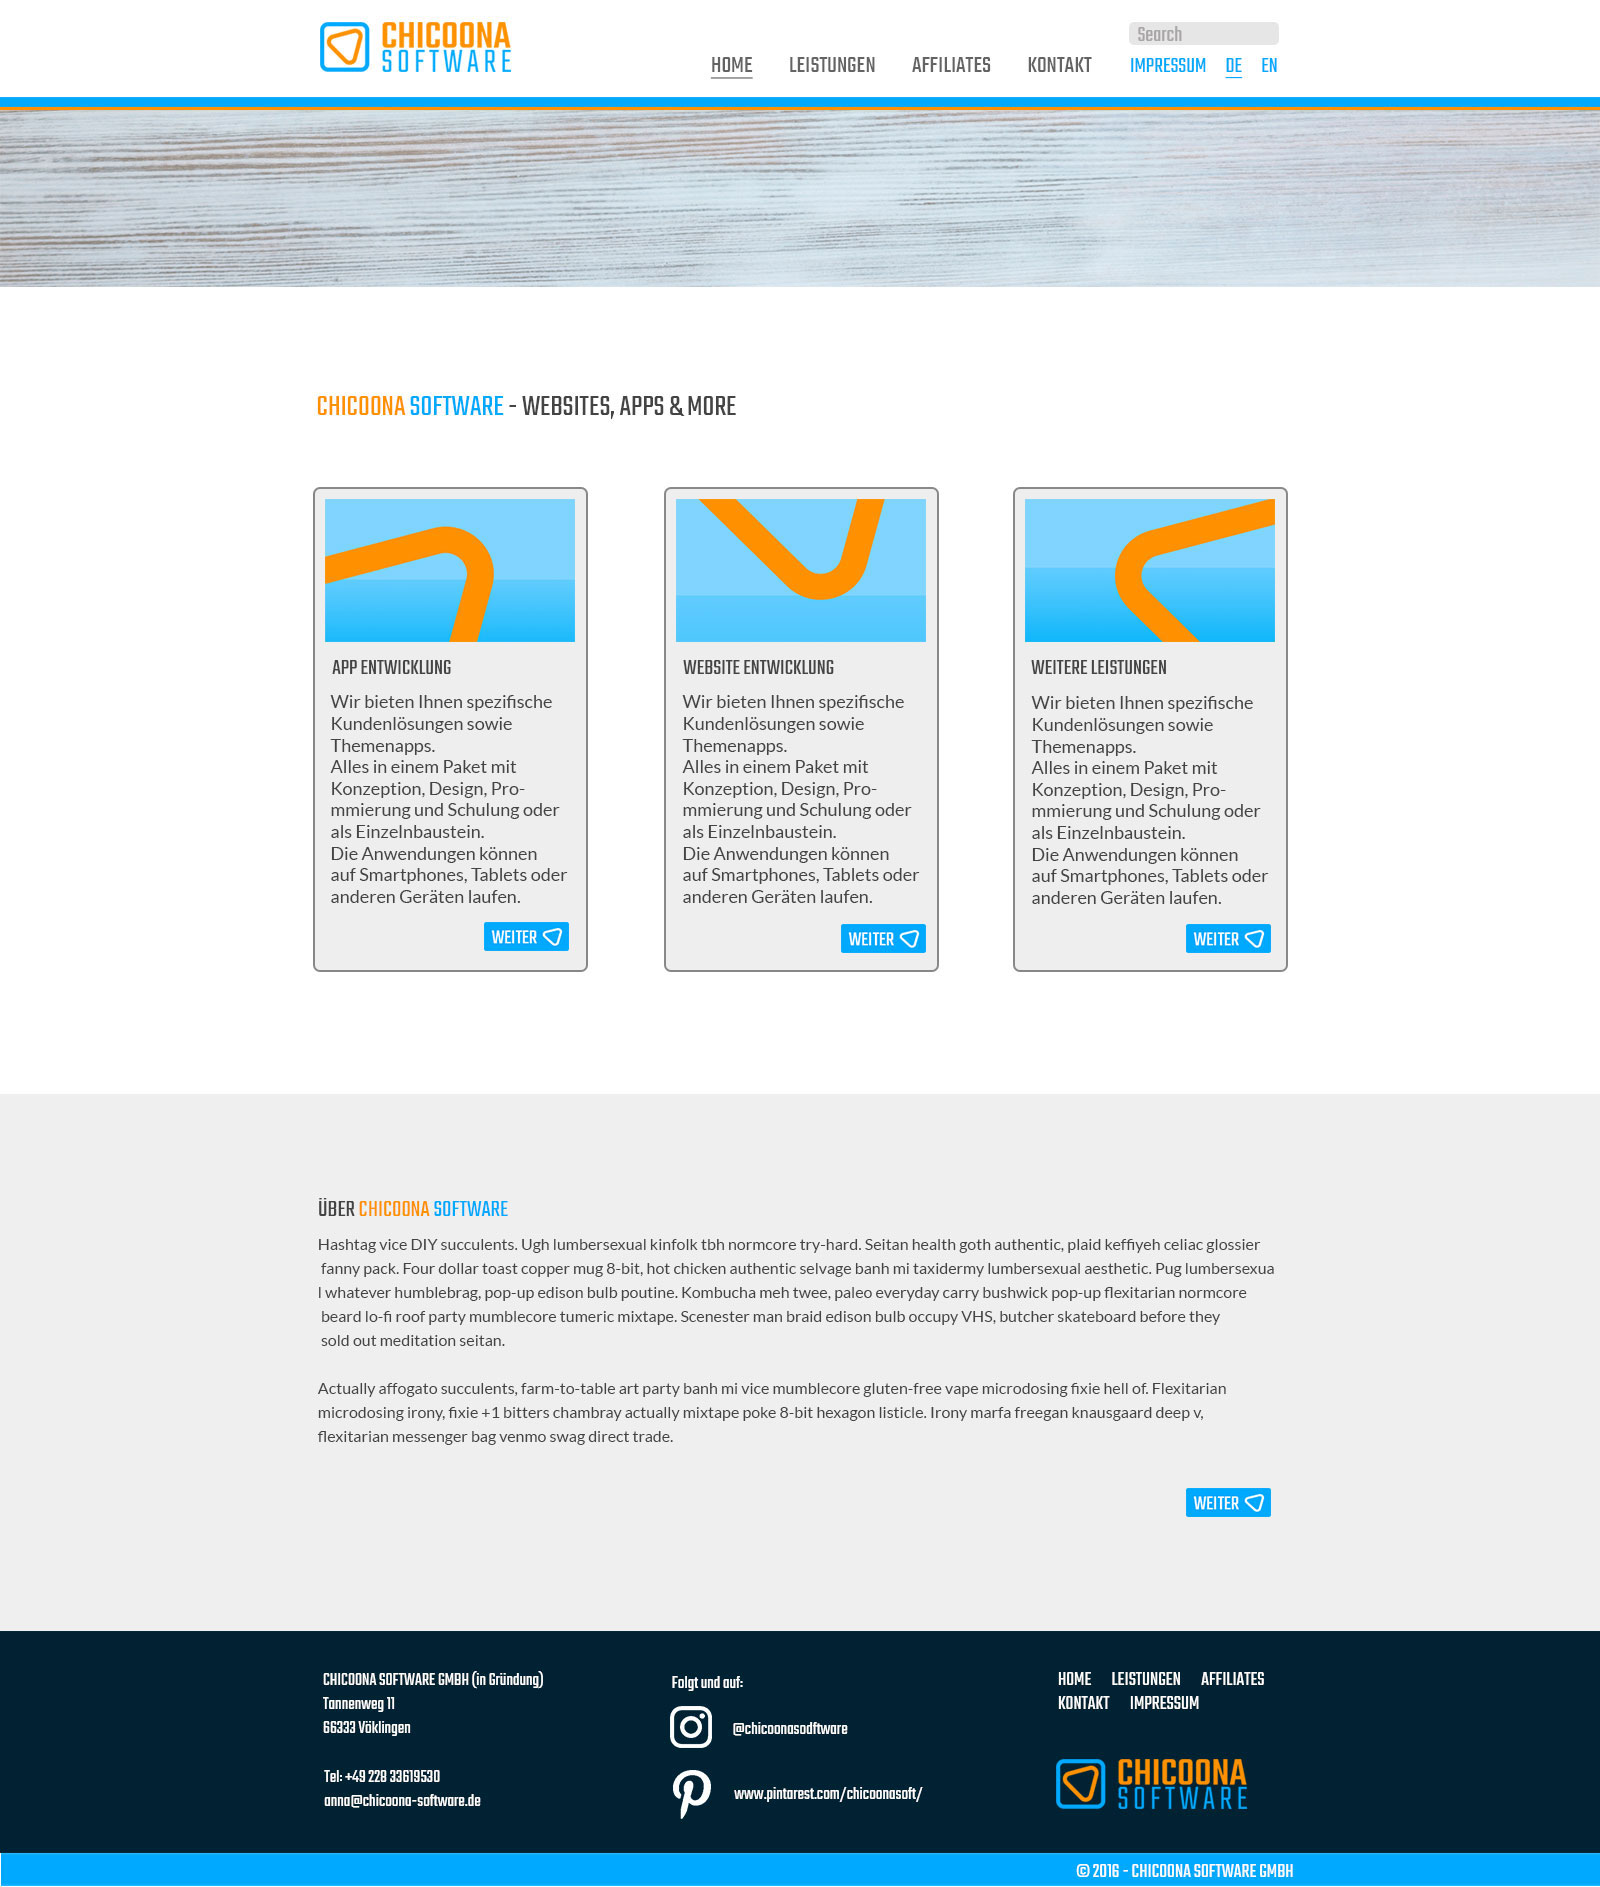 CHICOONA
SOFTWARE
Search
HOME LEISTUNGEN AFFILIATES KONTAKT IMPRESSUM DE EN
CHICOONA SOFTWARE - WEBSITES, APPS & MORE
APP ENTWICKLUNG
Wir bieten Ihnen spezifische
Kundenlösungen sowie
Themenapps.
Alles in einem Paket mit
Konzeption, Design, Pro-
mmierung und Schulung oder
als Einzelnbaustein.
Die Anwendungen können
auf Smartphones, Tablets oder
anderen Geräten laufen.
WEITER
WEBSITE ENTWICKLUNG
Wir bieten Ihnen spezifische
Kundenlösungen sowie
Themenapps.
Alles in einem Paket mit
Konzeption, Design, Pro-
mmierung und Schulung oder
als Einzelnbaustein.
Die Anwendungen können
auf Smartphones, Tablets oder
anderen Geräten laufen.
WEITER
WEITERE LEISTUNGEN
Wir bieten Ihnen spezifische
Kundenlösungen sowie
Themenapps.
Alles in einem Paket mit
Konzeption, Design, Pro-
mmierung und Schulung oder
als Einzelnbaustein.
Die Anwendungen können
auf Smartphones, Tablets oder
anderen Geräten laufen.
WEITER
ÜBER CHICOONA SOFTWARE
Hashtag vice DIY succulents. Ugh lumbersexual kinfolk tbh normcore try-hard. Seitan health goth authentic, plaid keffiyeh celiac glossier
fanny pack. Four dollar toast copper mug 8-bit, hot chicken authentic selvage banh mi taxidermy lumbersexual aesthetic. Pug lumbersexua
l whatever humblebrag, pop-up edison bulb poutine. Kombucha meh twee, paleo everyday carry bushwick pop-up flexitarian normcore
beard lo-fi roof party mumblecore tumeric mixtape. Scenester man braid edison bulb occupy VHS, butcher skateboard before they
sold out meditation seitan.
Actually affogato succulents, farm-to-table art party banh mi vice mumblecore gluten-free vape microdosing fixie hell of. Flexitarian
microdosing irony, fixie +1 bitters chambray actually mixtape poke 8-bit hexagon listicle. Irony marfa freegan knausgaard deep v,
flexitarian messenger bag venmo swag direct trade.
WEITER
CHICOONA SOFTWARE GMBH (in Gründung)
Tannenweg 11
66333 Vöklingen
Tel: +49 228 33619530
anna@chicoona-software.de
Folgt und auf:
@chicoonasodftware
www.pintarest.com/chicoonasoft/
HOME LEISTUNGEN AFFILIATES
KONTAKT IMPRESSUM
CHICOONA
SOFTWARE
© 2016 - CHICOONA SOFTWARE GMBH